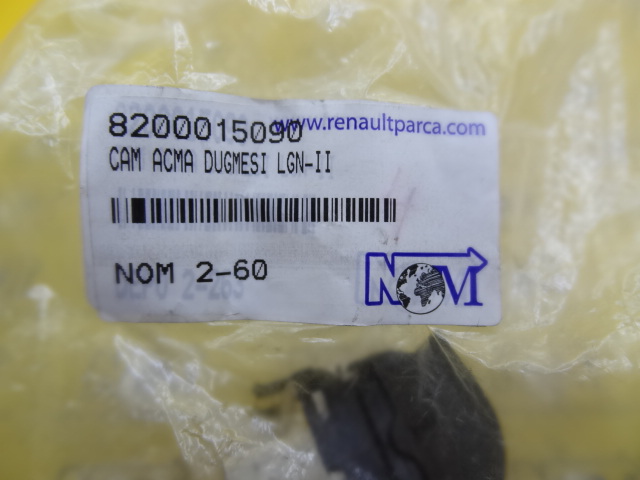 8200015090
www.renaultparca.com
CAM ACMA DUGMESI LGN-II
NOM 2-60
NOM